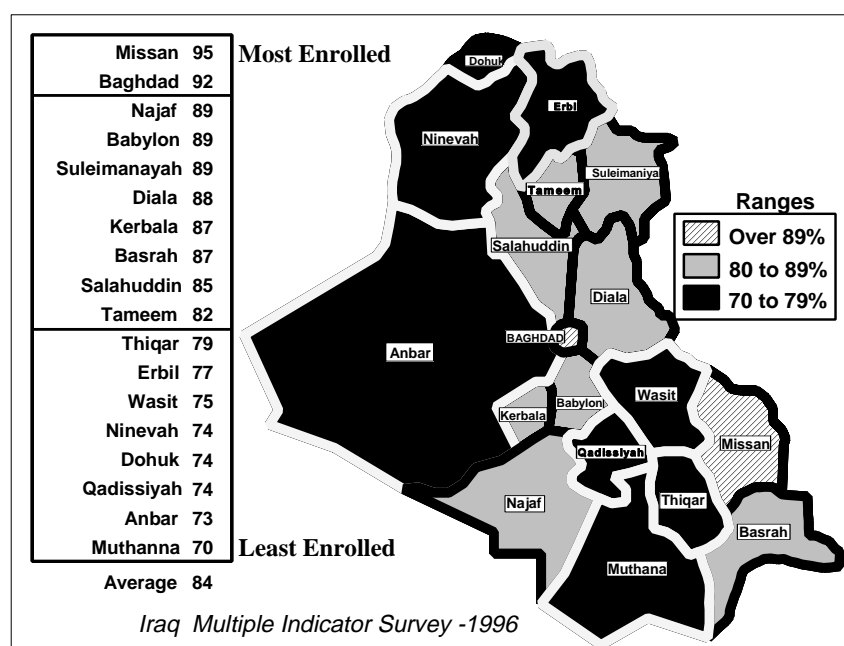 Missan 95
Baghdad 92
Most Enrolled
Najaf 89
Babylon 89
Suleimanayah 89
Diala 88
Kerbala 87
Basrah 87
Salahuddin 85
Tameem 82
Thiqar 79
Erbil 77
Wasit 75
Ninevah 74
Dohuk 74
Qadissiyah 74
Anbar 73
Muthanna 70
Least Enrolled
Average 84
Iraq Multiple Indicator Survey -1996
Dohuk
Erbl
Ninevah
Tameem
Suleimaniya
Salahuddin
Diala
BAGHDAD
Anbar
Kerbala
Babylon
Wasit
Missan
Qadissiyah
Najaf
Thiqar
Basrah
Muthana
Ranges
Over 89%
80 to 89%
70 to 79%